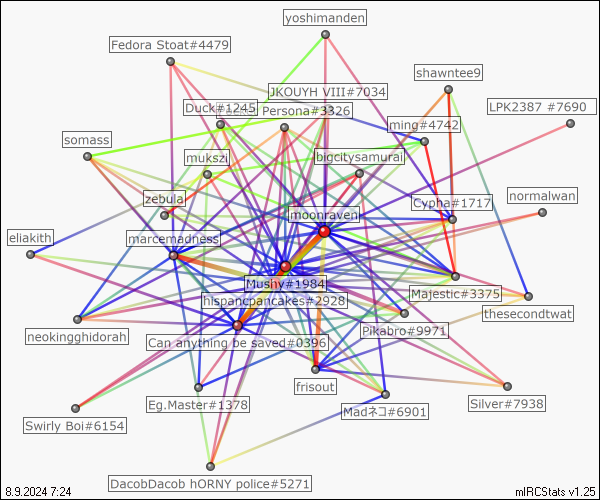 yoshimanden
Fedora Stoat#4479
shawntee9
JKOUYH VIII#7034
LPK2387 #7690
Duck#1245
Persona#3326
ming#4742
somass
mukszi
bigcitysamurai
zebula
Cypha#1717
normalwan
moonraven
eliakith
marcemadness
Mushy#1984
Majestic#3375
hispanicpancakes#2928
thesecondtwat
neokingghidorah
Can anything be saved#0396
Pikabro#9971
frisout
Eg.Master#1378
Madネコ#6901
Silver#7938
Swirly Boi#6154
DacobDacob hORNY police#5271
8.9.2024 7:24
mIRCStats v1.25